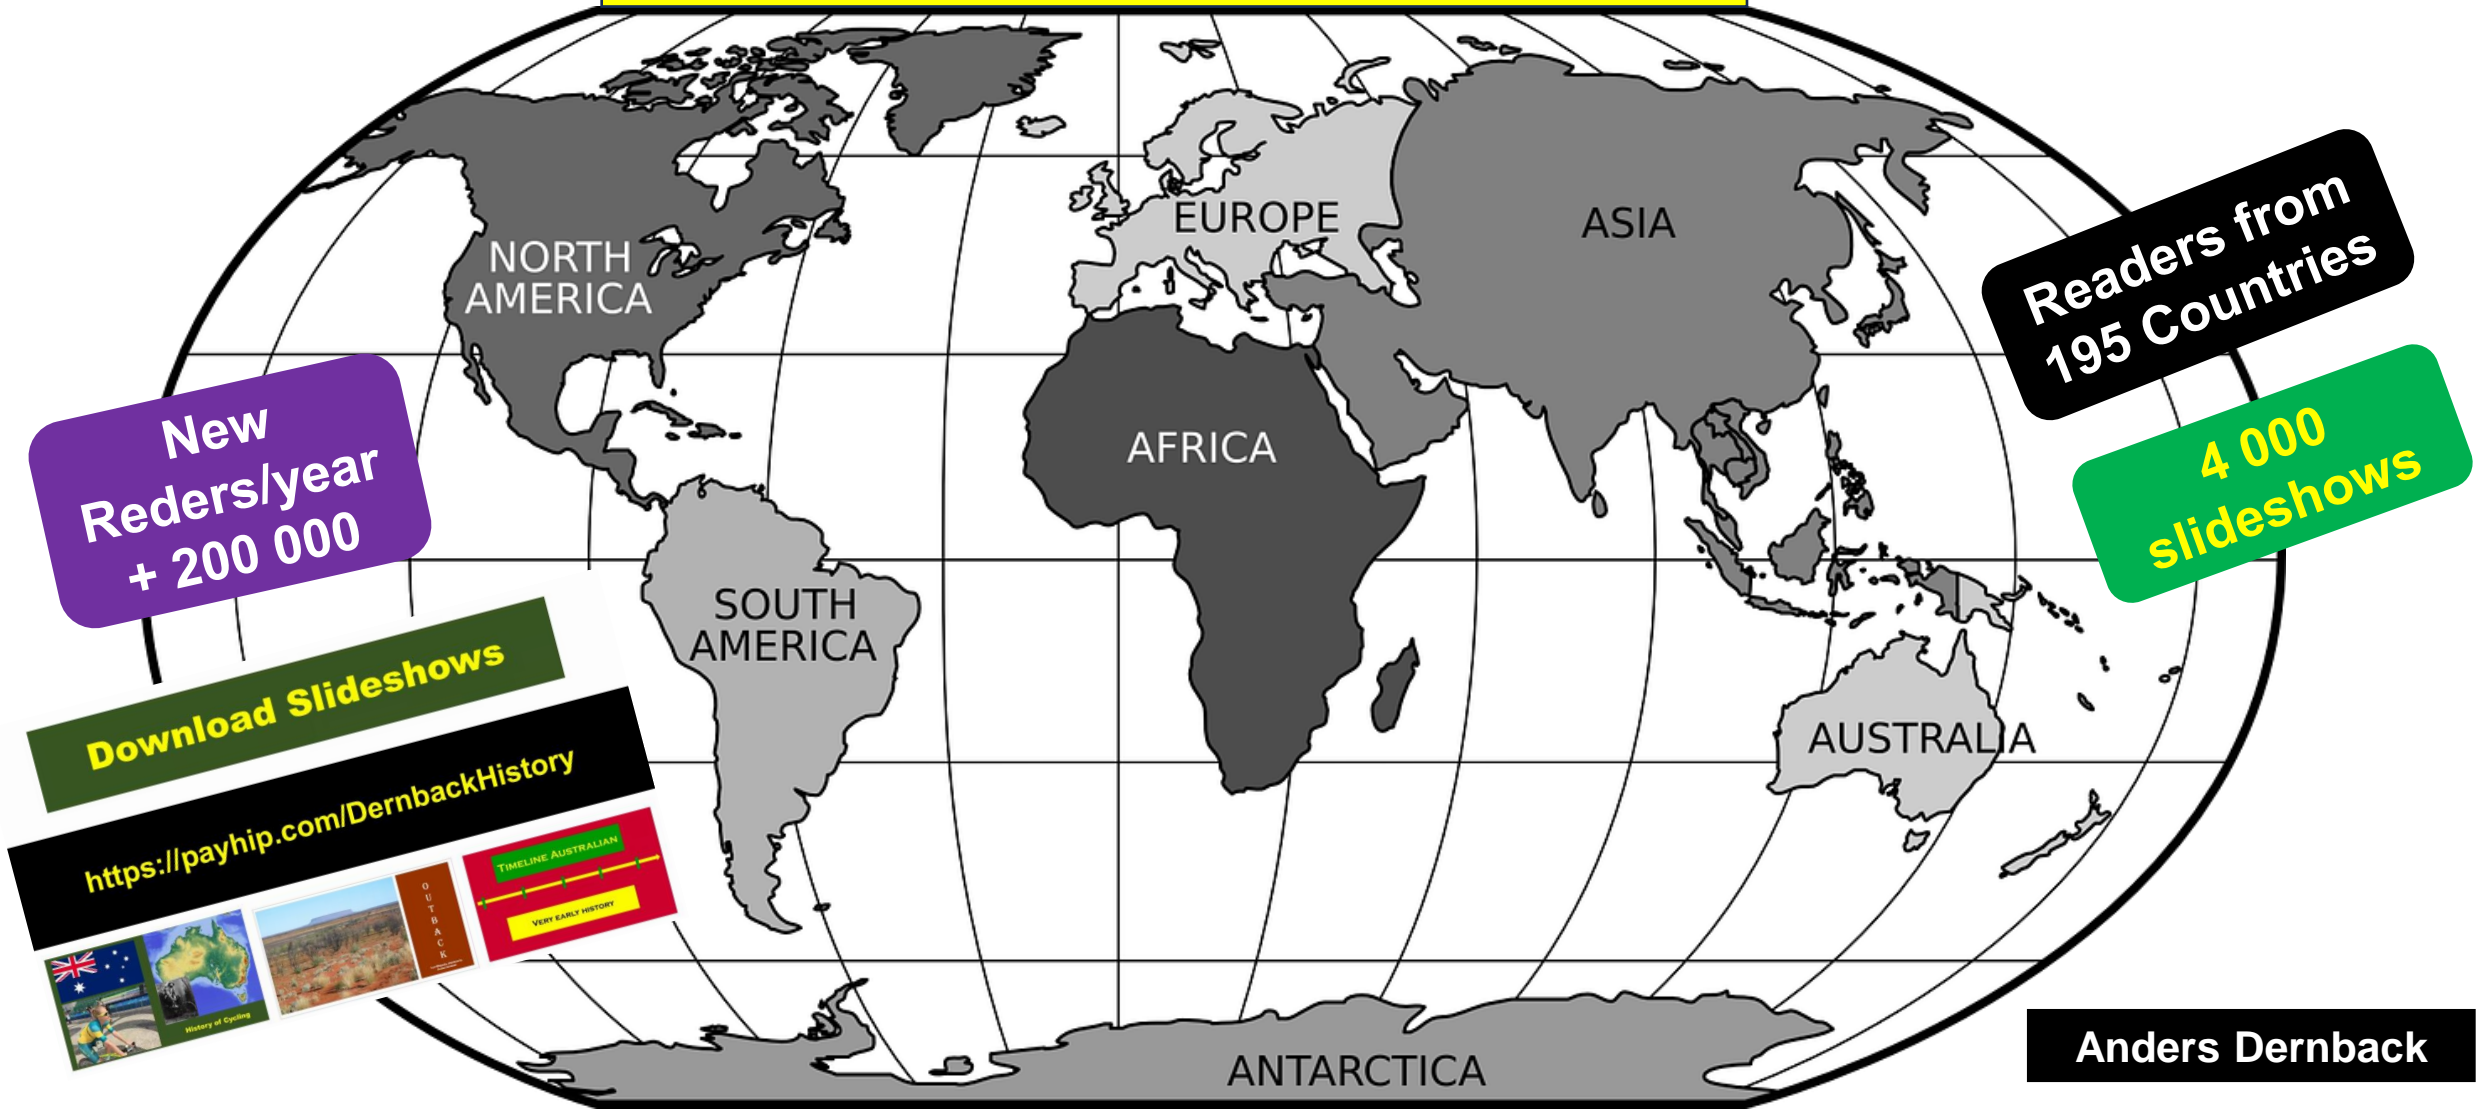 NORTH
AMERICA
EUROPE
ASIA
AFRICA
SOUTH
AMERICA
AUSTRALIA
ANTARCTICA
Readers from
195 Countries
4 000
slideshows
New
Reders/year
+ 200 000
Download Slideshows
https://payhip.com/DernbackHistory
History of Cycling
OUTBACK
TIMELINE AUSTRALIAN
VERY EARLY HISTORY
Anders Dernback